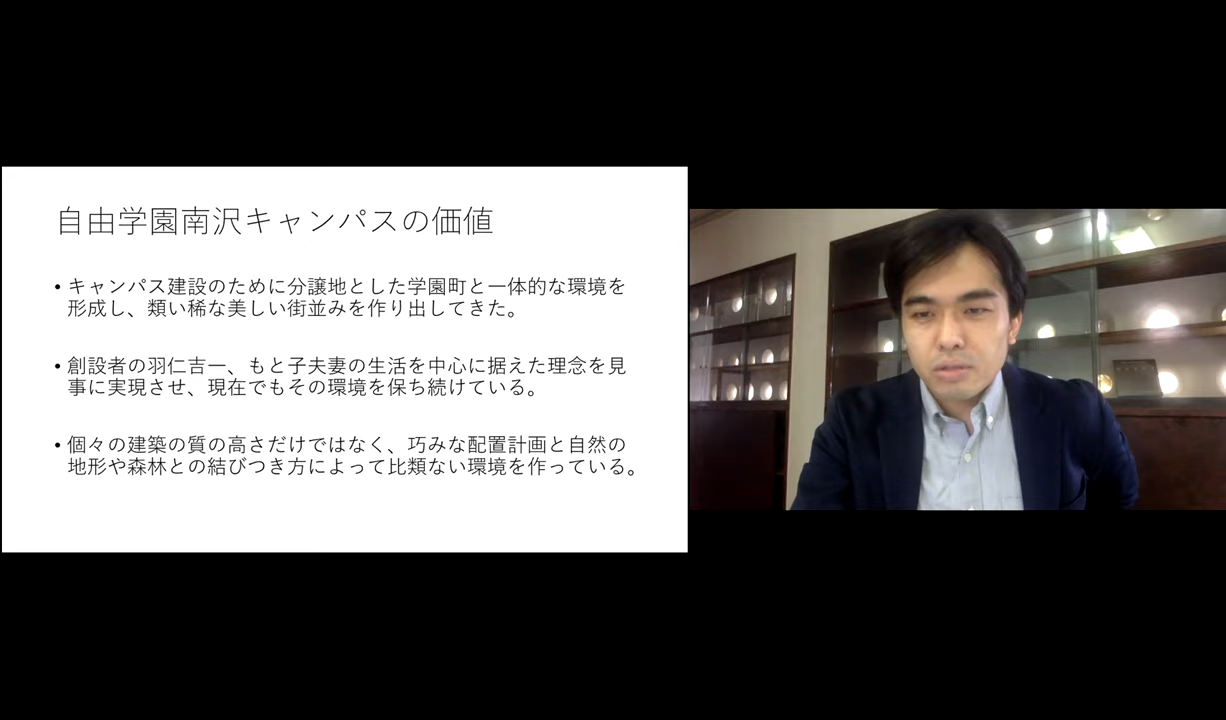 自由学園南沢キャンパスの価値
• キャンパス建設のために分譲地とした学園町と一体的な環境を
形成し、類い稀な美しい街並みを作り出してきた。
• 創設者の羽仁吉一、もと子夫妻の生活を中心に据えた理念を見
事に実現させ、現在でもその環境を保ち続けている。
• 個々の建築の質の高さだけではなく、巧みな配置計画と自然の
地形や森林との結びつき方によって比類ない環境を作っている。